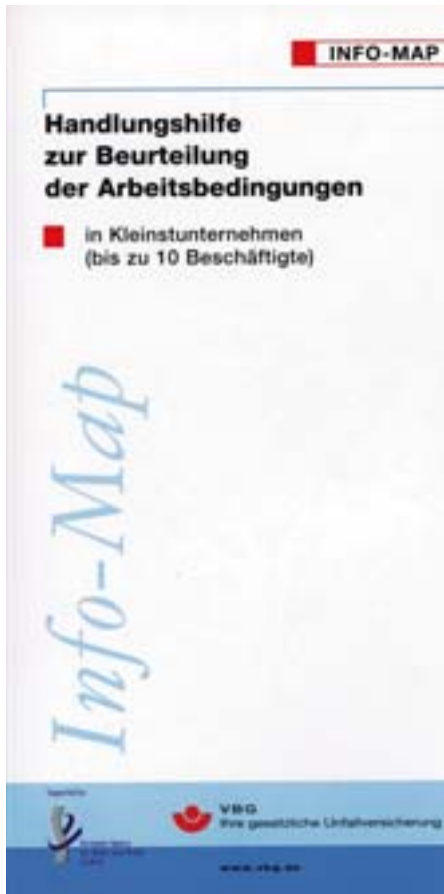 INFO-MAP
Handlungshilfe
zur Beurteilung
der Arbeitsbedingungen
in Kleinstunternehmen
(bis zu 10 Beschäftigte)
Info-Map
VBG
Ihre gesetzliche Unfallversicherung
www.vbg.de